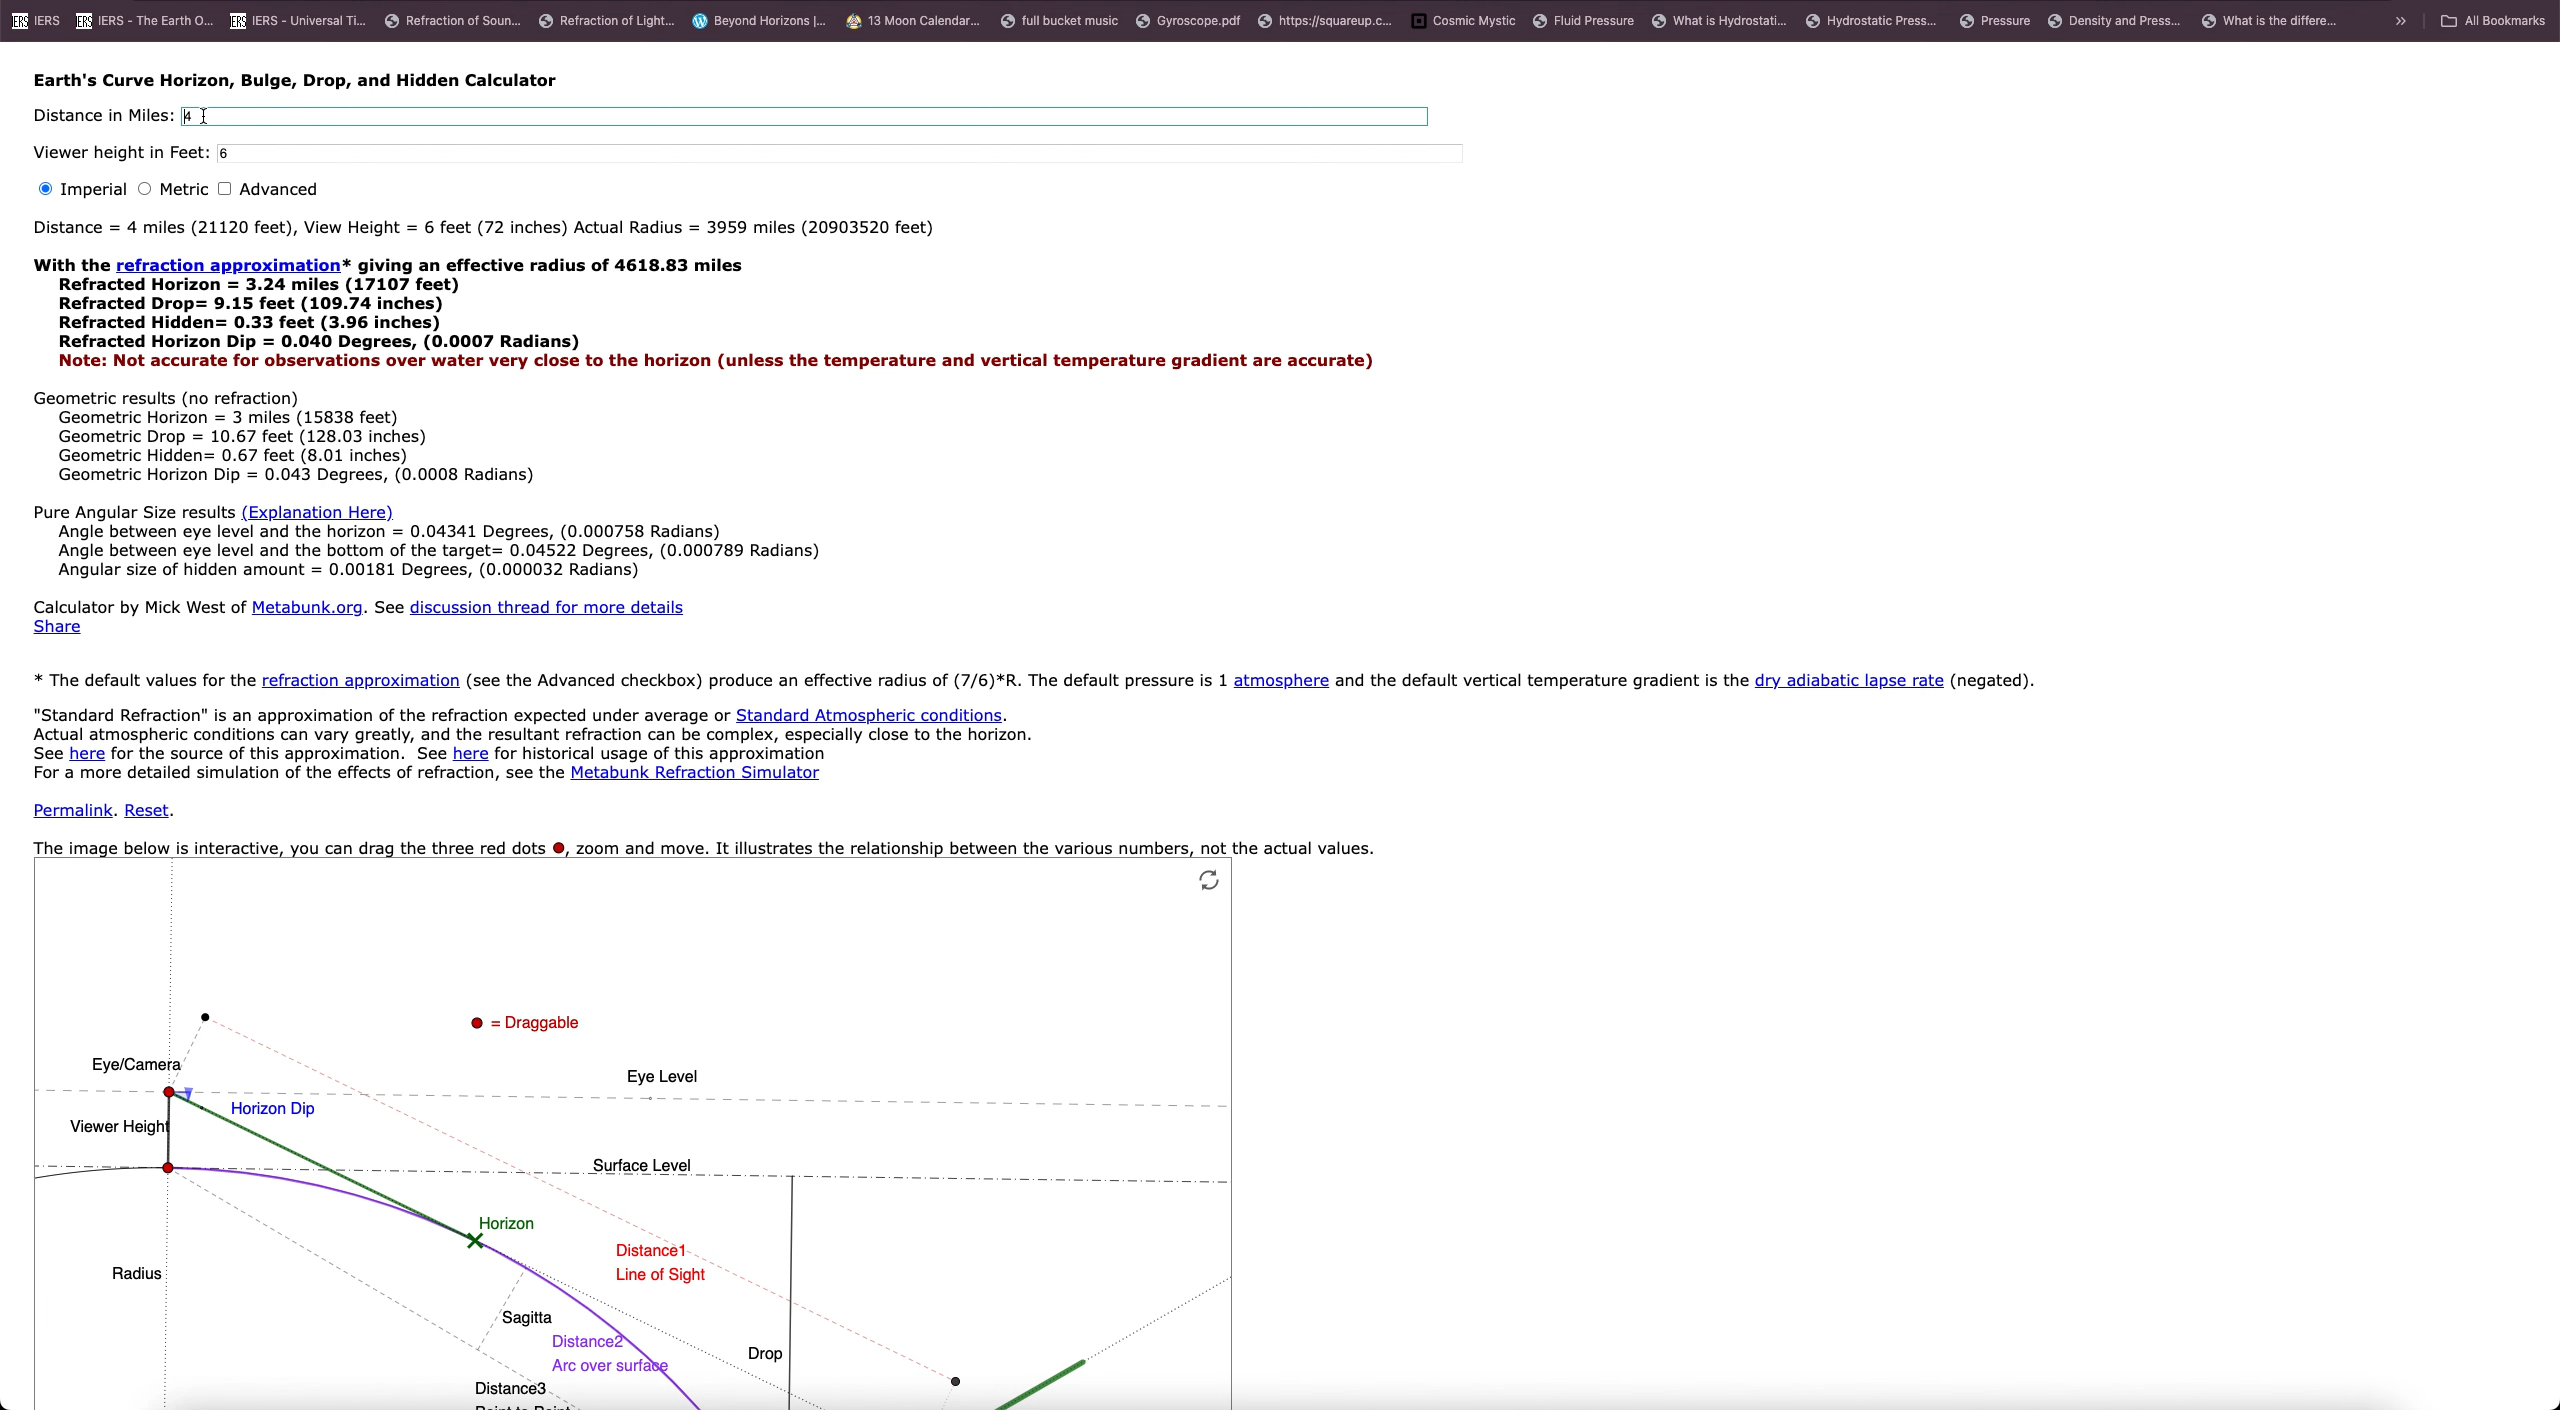 IERS IERS - The Earth O... IERS - Universal Ti... Refraction of Soun... Refraction of Light... Beyond Horizons |... 13 Moon Calendar... full bucket music Gyroscope.pdf https://squareup.c... Cosmic Mystic Fluid Pressure What is Hydrostati... Hydrostatic Press... Pressure Density and Press... What is the differe... » All Bookmarks
Earth's Curve Horizon, Bulge, Drop, and Hidden Calculator
Distance in Miles: 4
Viewer height in Feet: 6
Imperial Metric Advanced
Distance = 4 miles (21120 feet), View Height = 6 feet (72 inches) Actual Radius = 3959 miles (20903520 feet)
With the refraction approximation* giving an effective radius of 4618.83 miles
Refracted Horizon = 3.24 miles (17107 feet)
Refracted Drop= 9.15 feet (109.74 inches)
Refracted Hidden= 0.33 feet (3.96 inches)
Refracted Horizon Dip = 0.040 Degrees, (0.0007 Radians)
Note: Not accurate for observations over water very close to the horizon (unless the temperature and vertical temperature gradient are accurate)
Geometric results (no refraction)
Geometric Horizon = 3 miles (15838 feet)
Geometric Drop = 10.67 feet (128.03 inches)
Geometric Hidden= 0.67 feet (8.01 inches)
Geometric Horizon Dip = 0.043 Degrees, (0.0008 Radians)
Pure Angular Size results (Explanation Here)
Angle between eye level and the horizon = 0.04341 Degrees, (0.000758 Radians)
Angle between eye level and the bottom of the target= 0.04522 Degrees, (0.000789 Radians)
Angular size of hidden amount = 0.00181 Degrees, (0.000032 Radians)
Calculator by Mick West of Metabunk.org. See discussion thread for more details
Share
* The default values for the refraction approximation (see the Advanced checkbox) produce an effective radius of (7/6)*R. The default pressure is 1 atmosphere and the default vertical temperature gradient is the dry adiabatic lapse rate (negated).
"Standard Refraction" is an approximation of the refraction expected under average or Standard Atmospheric conditions.
Actual atmospheric conditions can vary greatly, and the resultant refraction can be complex, especially close to the horizon.
See here for the source of this approximation. See here for historical usage of this approximation
For a more detailed simulation of the effects of refraction, see the Metabunk Refraction Simulator
Permalink. Reset.
The image below is interactive, you can drag the three red dots , zoom and move. It illustrates the relationship between the various numbers, not the actual values.
= Draggable
Eye/Camera
Eye Level
Horizon Dip
Viewer Height
Surface Level
Horizon
Distance1
Line of Sight
Radius
Sagitta
Distance2
Drop
Arc over surface
Distance3